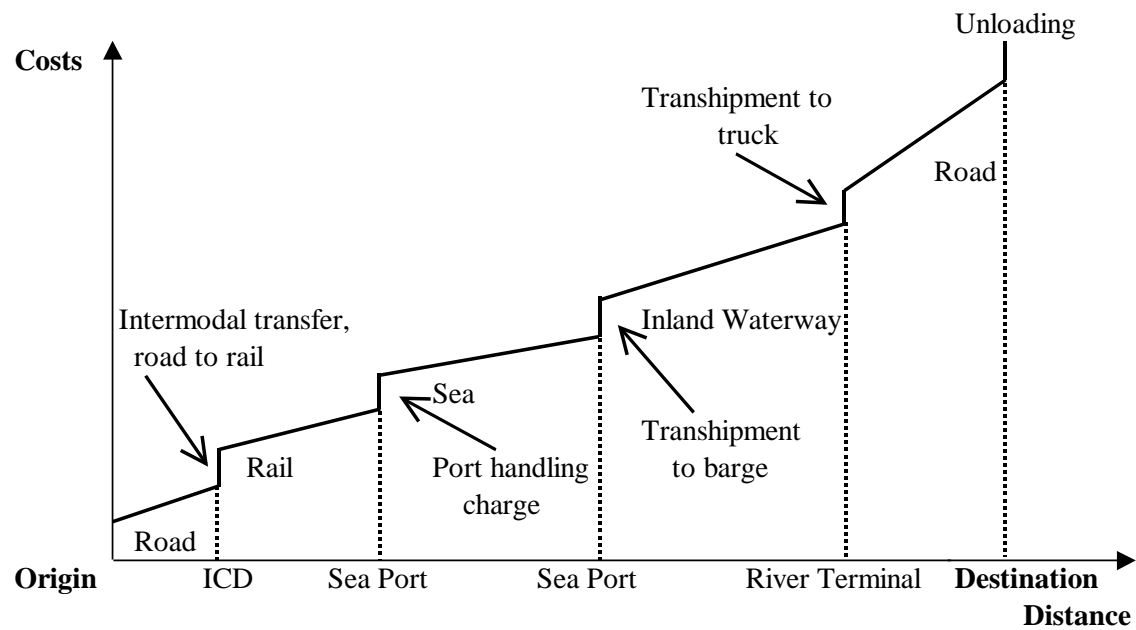 Unloading
Costs
Transhipment to
truck
Road
Intermodal transfer,
road to rail
Inland Waterway
Sea
Transhipment
to barge
Rail
Port handling
charge
Road
Origin
ICD
Sea Port
Sea Port
River Terminal
Destination
Distance